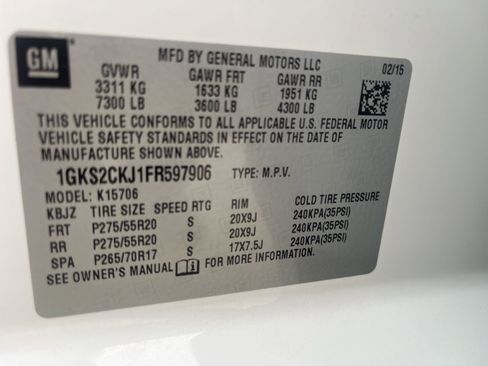 GM
MFD BY GENERAL MOTORS LLC
02/15
GVWR GAWR FRT GAWR RR
3311 KG 1633 KG 1951 KG
7300 LB 3600 LB 4300 LB
THIS VEHICLE CONFORMS TO ALL APPLICABLE U.S. FEDERAL MOTOR
VEHICLE SAFETY STANDARDS IN EFFECT ON THE DATE OF
MANUFACTURE SHOWN ABOVE.
1GKS2CKJ1FR597906 TYPE: M.P.V.
MODEL: K15706
KBJZ TIRE SIZE SPEED RTG RIM COLD TIRE PRESSURE
FRT P275/55R20 S 20X9J 240KPA(35PSI)
RR P275/55R20 S 20X9J 240KPA(35PSI)
SPA P265/70R17 S 17X7.5J 240KPA(35PSI)
SEE OWNER'S MANUAL FOR MORE INFORMATION.